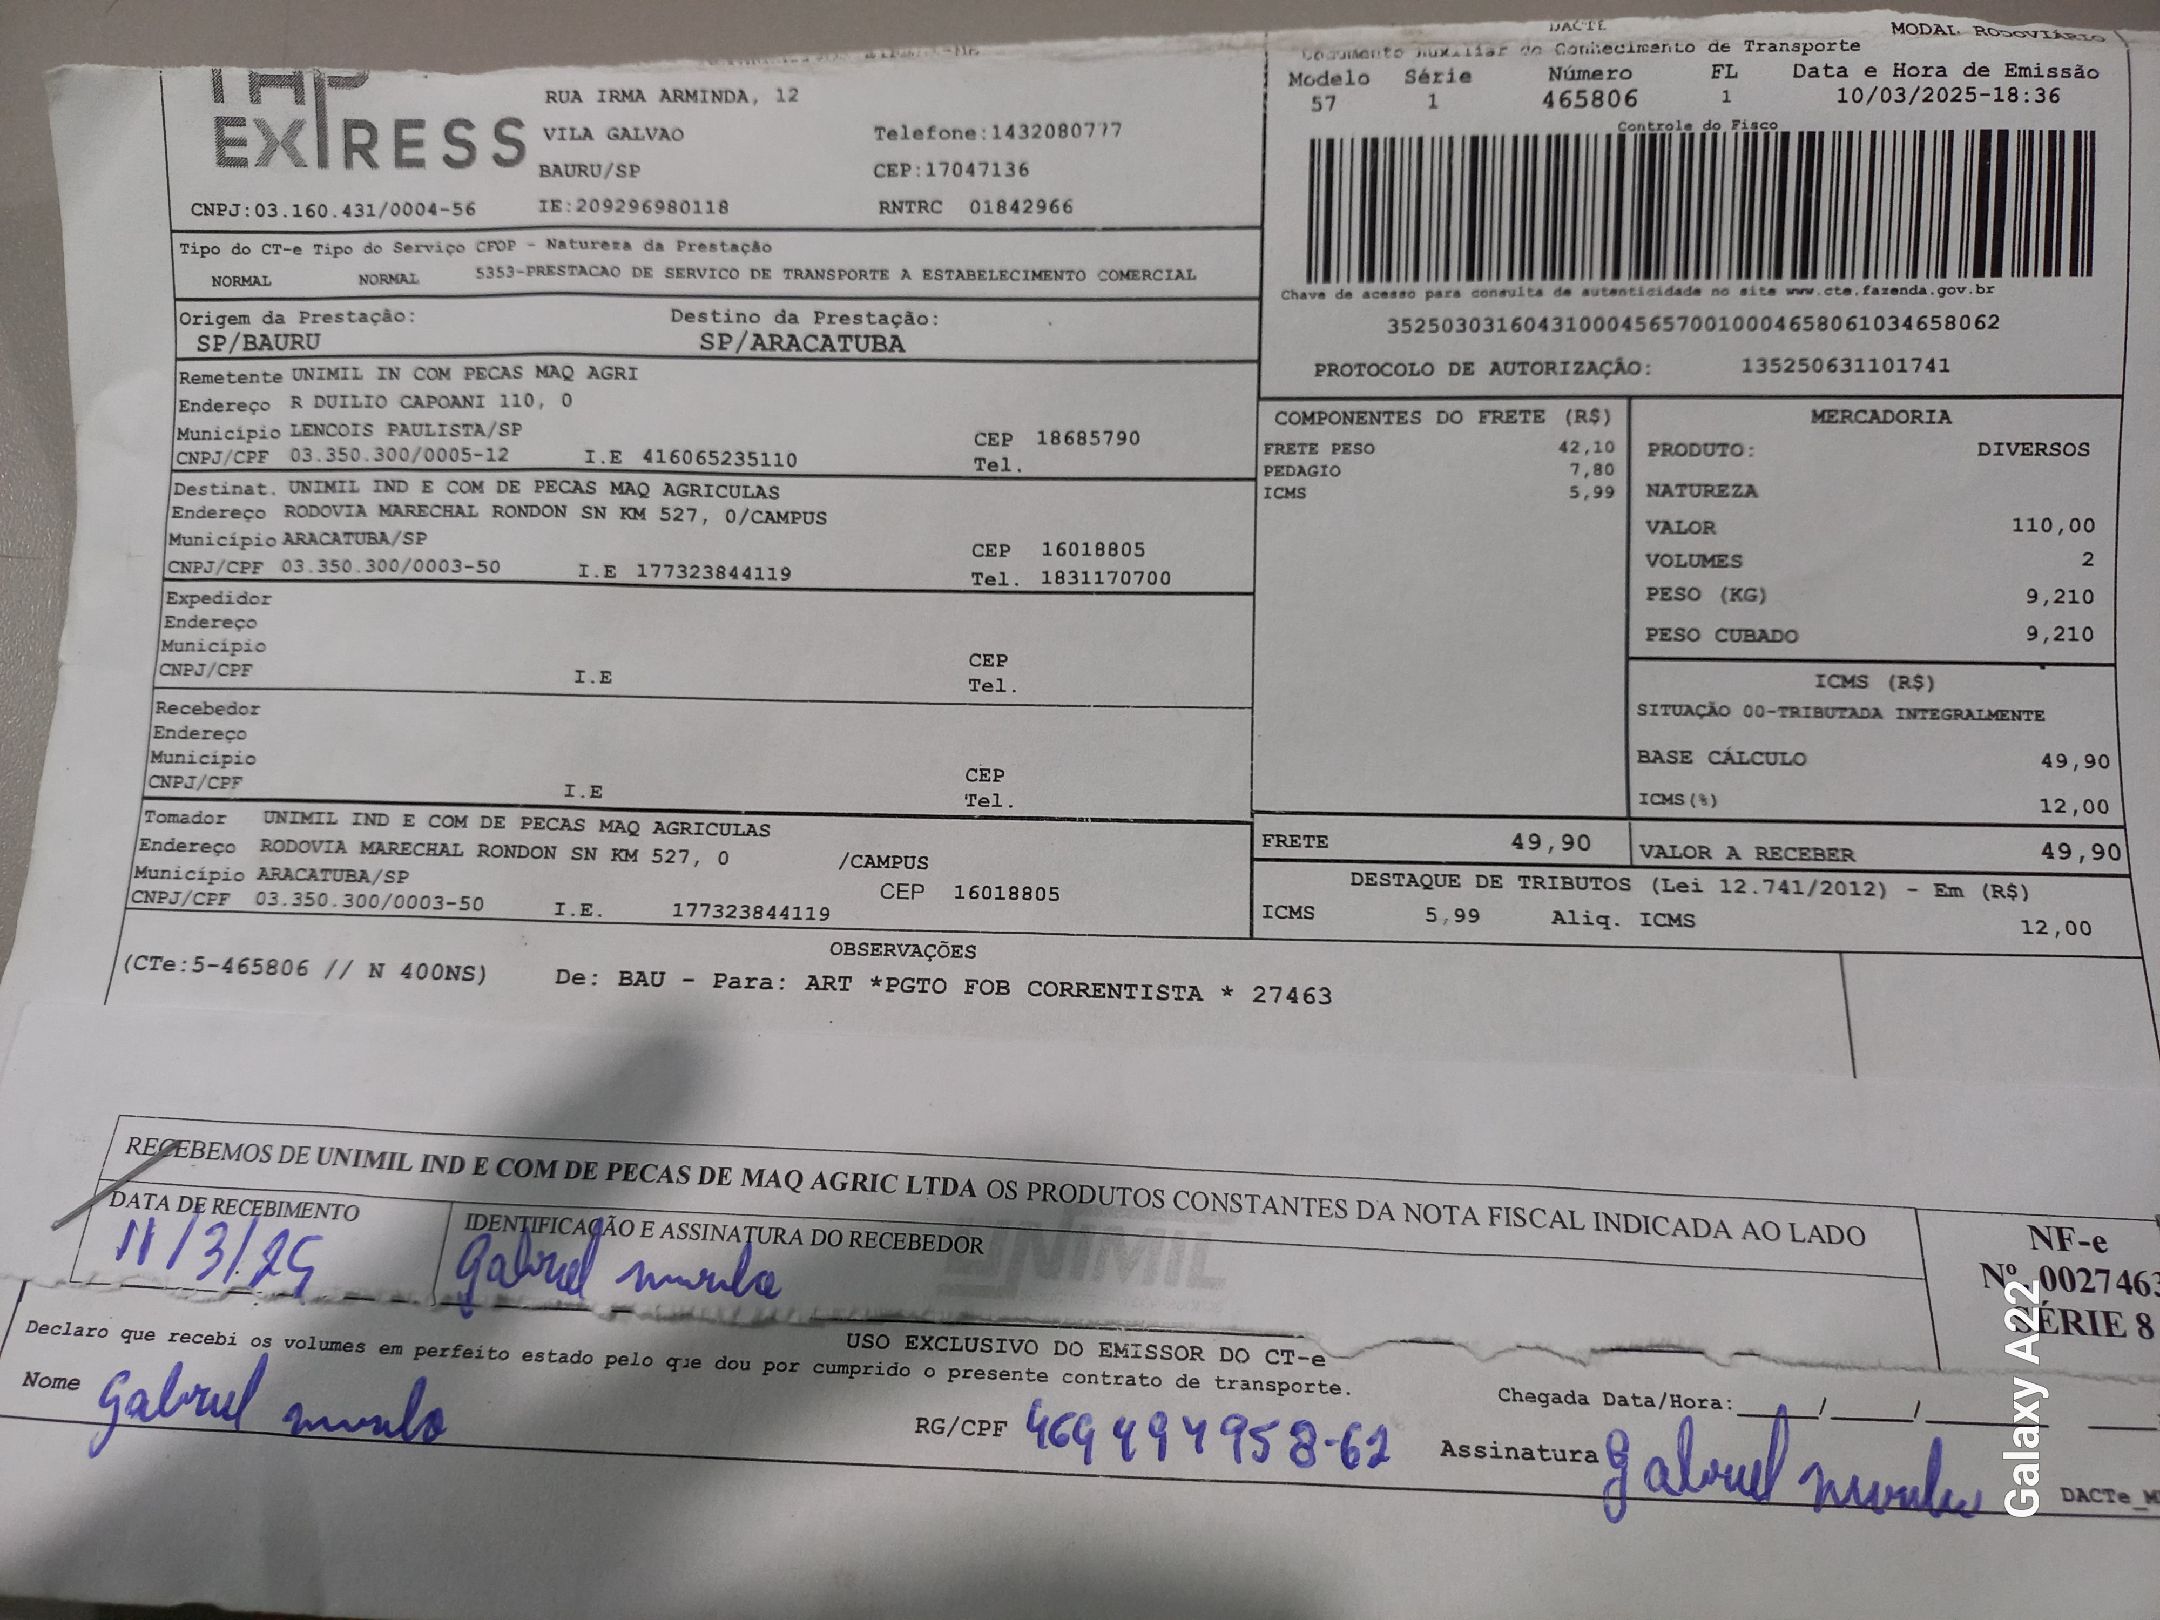 DACTE
MODAL RODOVIÁRIO
Documento Auxiliar do Conhecimento de Transporte
Modelo Série Número FL Data e Hora de Emissão
57 1 465806 1 10/03/2025-18:36
Controle do Fisco
EXPRESS
RUA IRMA ARMINDA, 12
VILA GALVAO Telefone:1432080777
BAURU/SP CEP:17047136
CNPJ:03.160.431/0004-56 IE:209296980118 RNTRC 01842966
Tipo do CT-e Tipo do Serviço CFOP - Natureza da Prestação
NORMAL NORMAL 5353-PRESTACAO DE SERVICO DE TRANSPORTE A ESTABELECIMENTO COMERCIAL
Chave de acesso para consulta de autenticidade no site www.cte.fazenda.gov.br
35250303160431000456570010004658061034658062
PROTOCOLO DE AUTORIZAÇÃO: 135250631101741
Origem da Prestação: Destino da Prestação:
SP/BAURU SP/ARACATUBA
Remetente UNIMIL IN COM PECAS MAQ AGRI
Endereço R DUILIO CAPOANI 110, 0
Município LENCOIS PAULISTA/SP CEP 18685790
CNPJ/CPF 03.350.300/0005-12 I.E 416065235110 Tel.
Destinat. UNIMIL IND E COM DE PECAS MAQ AGRICULAS
Endereço RODOVIA MARECHAL RONDON SN KM 527, 0/CAMPUS
Município ARACATUBA/SP CEP 16018805
CNPJ/CPF 03.350.300/0003-50 I.E 177323844119 Tel. 1831170700
Expedidor
Endereço
Município CEP
CNPJ/CPF I.E Tel.
Recebedor
Endereço
Município CEP
CNPJ/CPF I.E Tel.
Tomador UNIMIL IND E COM DE PECAS MAQ AGRICULAS
Endereço RODOVIA MARECHAL RONDON SN KM 527, 0 /CAMPUS
Município ARACATUBA/SP CEP 16018805
CNPJ/CPF 03.350.300/0003-50 I.E. 177323844119
COMPONENTES DO FRETE (R$)
FRETE PESO 42,10
PEDAGIO 7,80
ICMS 5,99
MERCADORIA
PRODUTO: DIVERSOS
NATUREZA
VALOR 110,00
VOLUMES 2
PESO (KG) 9,210
PESO CUBADO 9,210
ICMS (R$)
SITUAÇÃO 00-TRIBUTADA INTEGRALMENTE
BASE CÁLCULO 49,90
ICMS(%) 12,00
FRETE 49,90 VALOR A RECEBER 49,90
DESTAQUE DE TRIBUTOS (Lei 12.741/2012) - Em (R$)
ICMS 5,99 Aliq. ICMS 12,00
OBSERVAÇÕES
(CTe:5-465806 // N 400NS) De: BAU - Para: ART *PGTO FOB CORRENTISTA * 27463
RECEBEMOS DE UNIMIL IND E COM DE PECAS DE MAQ AGRIC LTDA OS PRODUTOS CONSTANTES DA NOTA FISCAL INDICADA AO LADO
DATA DE RECEBIMENTO IDENTIFICAÇÃO E ASSINATURA DO RECEBEDOR
11/3/25 Gabriel murilo
UNIMIL
NF-e
Nº. 0027463
SÉRIE 8
USO EXCLUSIVO DO EMISSOR DO CT-e
Declaro que recebi os volumes em perfeito estado pelo que dou por cumprido o presente contrato de transporte.
Chegada Data/Hora:____/____/____
Nome Gabriel murilo RG/CPF 469494958-62 Assinatura Gabriel murilo
DACTe_M
Galaxy A22